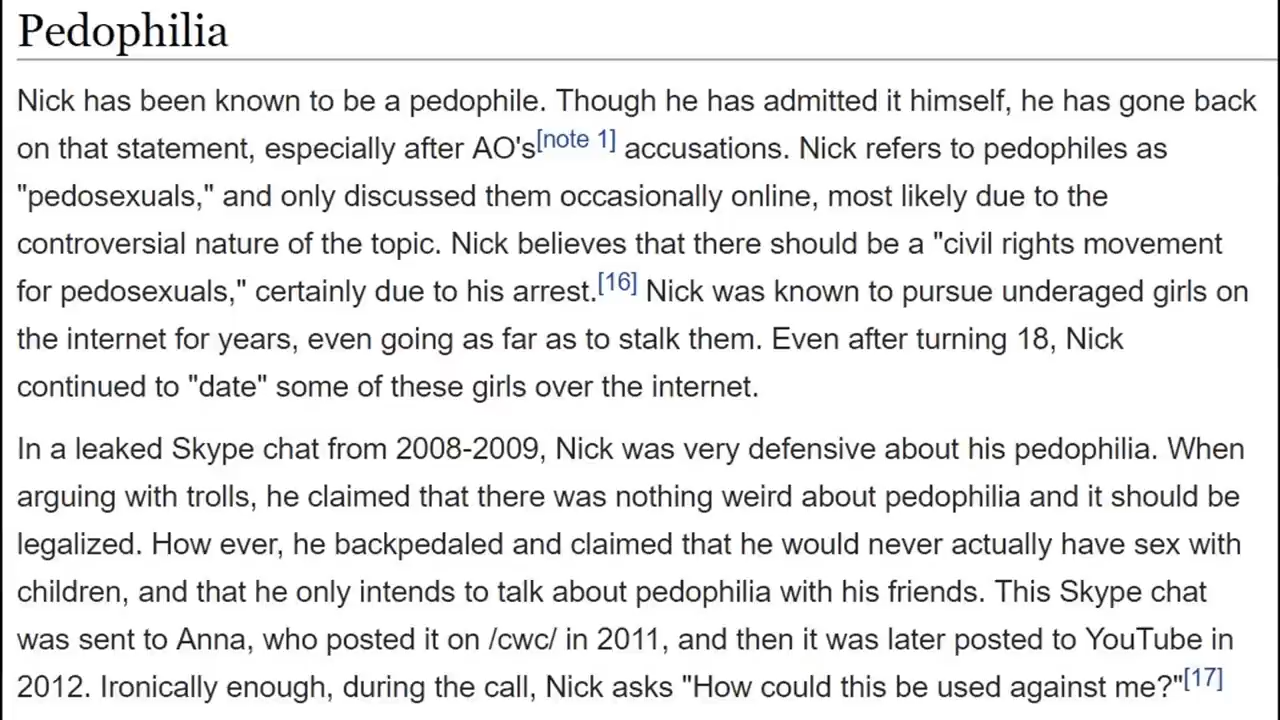 Pedophilia
Nick has been known to be a pedophile. Though he has admitted it himself, he has gone back
on that statement, especially after AO's[note 1] accusations. Nick refers to pedophiles as
"pedosexuals," and only discussed them occasionally online, most likely due to the
controversial nature of the topic. Nick believes that there should be a "civil rights movement
for pedosexuals," certainly due to his arrest.[16] Nick was known to pursue underaged girls on
the internet for years, even going as far as to stalk them. Even after turning 18, Nick
continued to "date" some of these girls over the internet.
In a leaked Skype chat from 2008-2009, Nick was very defensive about his pedophilia. When
arguing with trolls, he claimed that there was nothing weird about pedophilia and it should be
legalized. How ever, he backpedaled and claimed that he would never actually have sex with
children, and that he only intends to talk about pedophilia with his friends. This Skype chat
was sent to Anna, who posted it on /cwc/ in 2011, and then it was later posted to YouTube in
2012. Ironically enough, during the call, Nick asks "How could this be used against me?"[17]